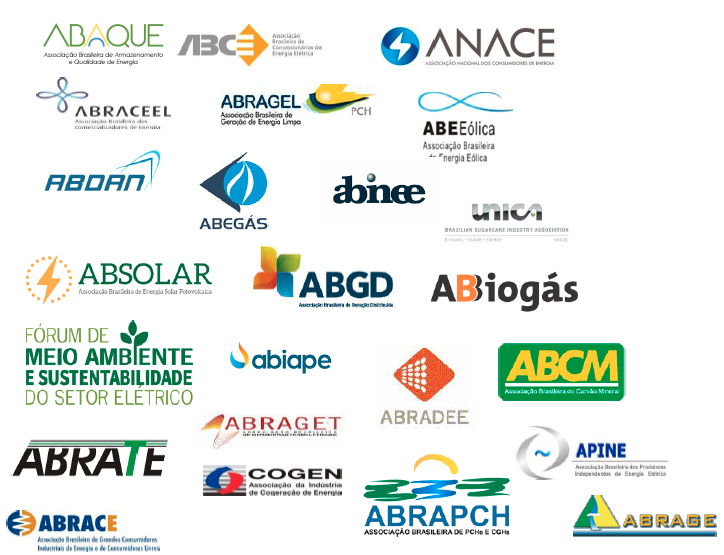 ABAQUE
Associação Brasileira de Armazenamento
e Qualidade de Energia
ABCE
Associação
Brasileira de
Concessionárias de
Energia Elétrica
ANACE
ASSOCIAÇÃO NACIONAL DOS CONSUMIDORES DE ENERGIA
ABRACEEL
Associação Brasileira dos
Comercializadores de Energia
ABRAGEL
Associação Brasileira de
Geração de Energia Limpa
PCH
ABEEólica
Associação Brasileira
de Energia Eólica
ABDAN
ABEGÁS
abinee
unica
BRAZILIAN SUGARCANE INDUSTRY ASSOCIATION
ETHANOL - SUGAR - ENERGY
ABSOLAR
Associação Brasileira de Energia Solar Fotovoltaica
ABGD
Associação Brasileira de Geração Distribuída
ABBiogás
FÓRUM DE
MEIO AMBIENTE
E SUSTENTABILIDADE
DO SETOR ELÉTRICO
abiape
ABRADEE
ABCM
Associação Brasileira do Carvão Mineral
ABRAGET
ABRATE
COGEN
Associação da Indústria
de Cogeração de Energia
APINE
Associação Brasileira dos Produtores
Independentes de Energia Elétrica
ABRAPCH
ASSOCIAÇÃO BRASILEIRA DE PCHs E CGHs
ABRACE
Associação Brasileira de Grandes Consumidores
Industriais de Energia e de Consumidores Livres
ABRAGE